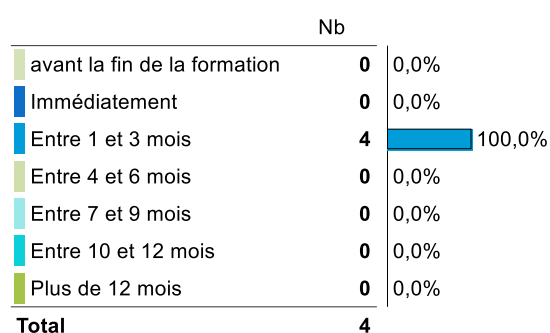 Nb
avant la fin de la formation 0 0,0%
Immédiatement 0 0,0%
Entre 1 et 3 mois 4 100,0%
Entre 4 et 6 mois 0 0,0%
Entre 7 et 9 mois 0 0,0%
Entre 10 et 12 mois 0 0,0%
Plus de 12 mois 0 0,0%
Total 4